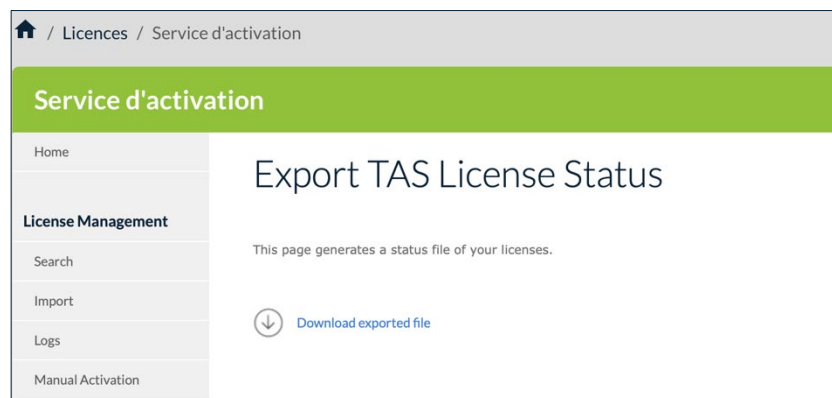 / Licences / Service d'activation
Service d'activation
Home
License Management
Search
Import
Logs
Manual Activation
Export TAS License Status
This page generates a status file of your licenses.
Download exported file